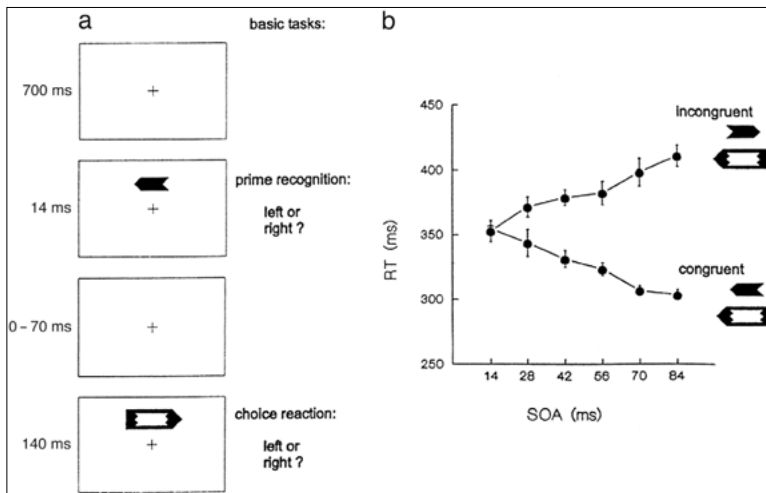 a
basic tasks:
700 ms
14 ms
prime recognition:
left or
right ?
0 – 70 ms
140 ms
choice reaction:
left or
right ?
b
450
400
350
300
250
RT (ms)
incongruent
congruent
14 28 42 56 70 84
SOA (ms)